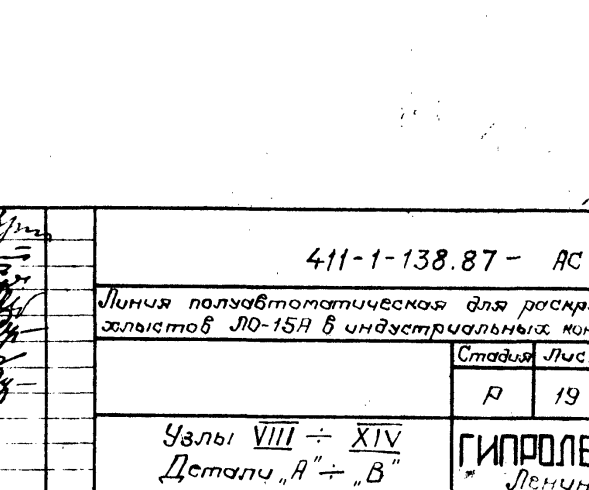 411-1-138.87- АС
Линия полуавтоматическая для раскр
хлыстов ЛО-15А в индустриальных кон
Стадия Лис
Р 19
Узлы VIII ÷ XIV
Детали „А" ÷ „В"
ГИПРОЛЕ
Ленин